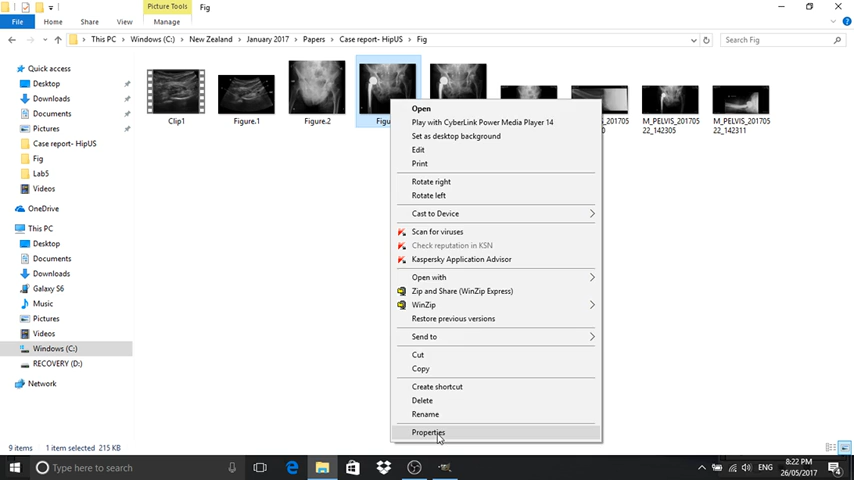 Picture Tools
Fig
File
Home
Share
View
Manage
This PC
Windows (C:)
New Zealand
January 2017
Papers
Case report- HipUS
Fig
Search Fig
Quick access
Desktop
Downloads
Documents
Pictures
Case report- HipUS
Fig
Lab5
Videos
OneDrive
This PC
Desktop
Documents
Downloads
Galaxy S6
Music
Pictures
Videos
Windows (C:)
RECOVERY (D:)
Network
Clip1
Figure.1
Figure.2
Figu
S_201705
0
M_PELVIS_201705
22_142305
M_PELVIS_201705
22_142311
Open
Play with CyberLink Power Media Player 14
Set as desktop background
Edit
Print
Rotate right
Rotate left
Cast to Device
Scan for viruses
Check reputation in KSN
Kaspersky Application Advisor
Open with
Zip and Share (WinZip Express)
WinZip
Restore previous versions
Send to
Cut
Copy
Create shortcut
Delete
Rename
Properties
9 items
1 item selected 215 KB
Type here to search
ENG
8:22 PM
26/05/2017
4